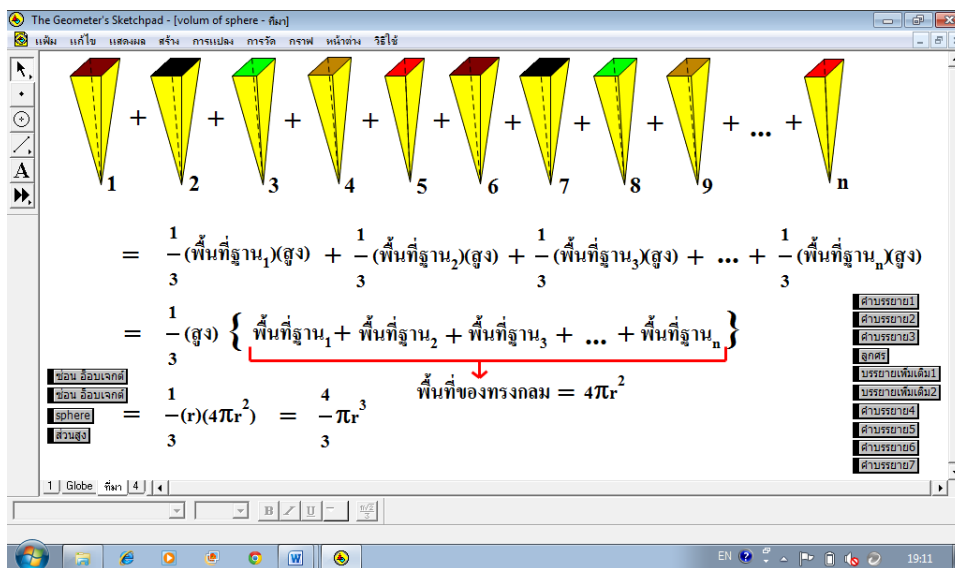 The Geometer's Sketchpad - [volum of sphere - ที่มา]
แฟ้ม แก้ไข แสดงผล สร้าง การแปลง การวัด กราฟ หน้าต่าง วิธีใช้
+ + + + + + + + + ... +
1 2 3 4 5 6 7 8 9 n
= 1/3 (พื้นที่ฐาน₁)(สูง) + 1/3 (พื้นที่ฐาน₂)(สูง) + 1/3 (พื้นที่ฐาน₃)(สูง) + ... + 1/3 (พื้นที่ฐานₙ)(สูง)
= 1/3 (สูง) { พื้นที่ฐาน₁ + พื้นที่ฐาน₂ + พื้นที่ฐาน₃ + ... + พื้นที่ฐานₙ }
พื้นที่ของทรงกลม = 4πr²
= 1/3 (r)(4πr²) = 4/3 πr³
ซ่อน อ็อบเจกต์
ซ่อน อ็อบเจกต์
sphere
ส่วนสูง
คำบรรยาย1
คำบรรยาย2
คำบรรยาย3
ลูกศร
บรรยายเพิ่มเติม1
บรรยายเพิ่มเติม2
คำบรรยาย4
คำบรรยาย5
คำบรรยาย6
คำบรรยาย7
1 Globe ที่มา 4
B I U
EN 19:11